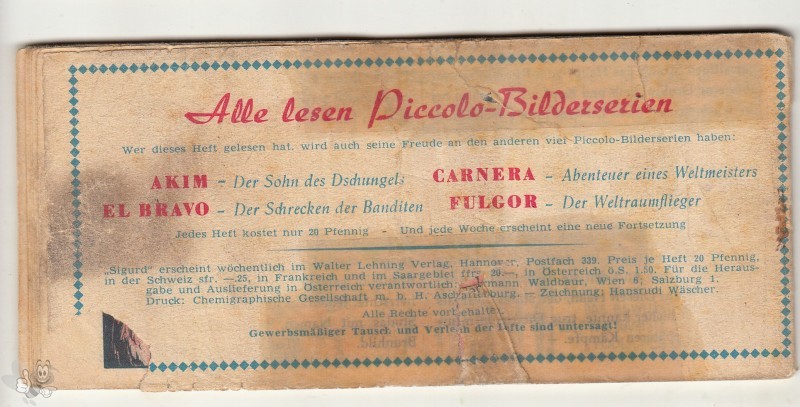 Alle lesen Piccolo-Bilderserien
Wer dieses Heft gelesen hat, wird auch seine Freude an den anderen viel Piccolo-Bilderserien haben:
AKIM – Der Sohn des Dschungels
CARNERA – Abenteuer eines Weltmeisters
EL BRAVO – Der Schrecken der Banditen
FULGOR – Der Weltraumflieger
Jedes Heft kostet nur 20 Pfennig – Und jede Woche erscheint eine neue Fortsetzung
„Sigurd“ erscheint wöchentlich im Walter Lehning Verlag, Hannover, Postfach 339. Preis je Heft 20 Pfennig,
in der Schweiz sfr. —25, in Frankreich und im Saargebiet ffr. 20—, in Österreich ö.S. 1,50. Für die Heraus-
gabe und Auslieferung in Österreich verantwortlich: Waldbaur, Wien 6; Salzburg 1.
Druck: Chemigraphische Gesellschaft m. b. H. — Zeichnung: Hansrudi Wäscher.
Alle Rechte
Gewerbsmäßiger Tausch und der Hefte sind untersagt!